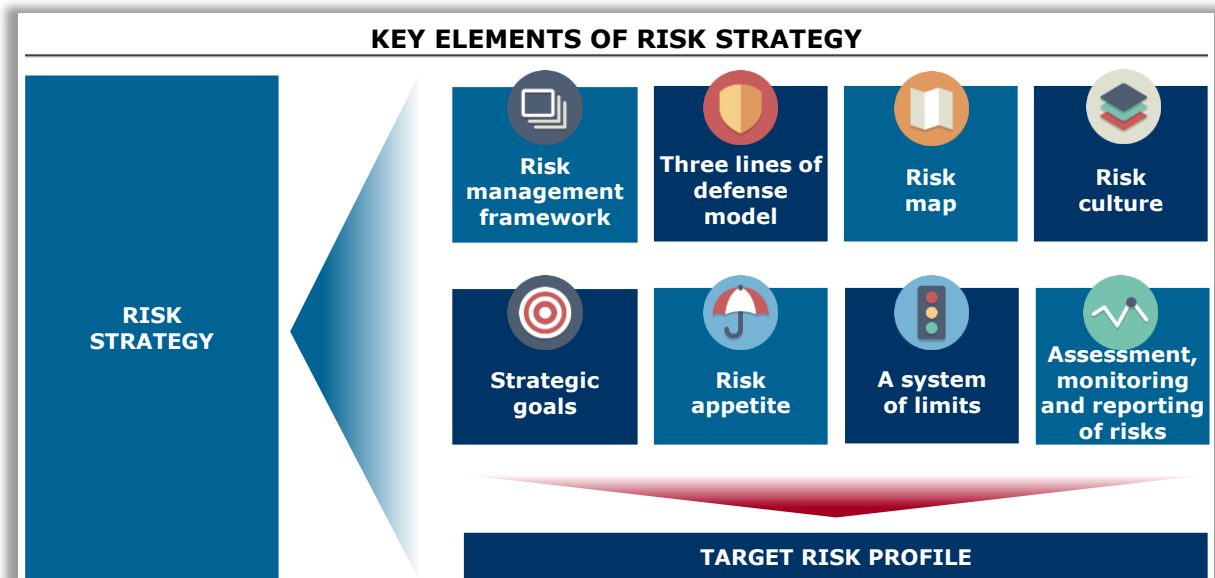 KEY ELEMENTS OF RISK STRATEGY
RISK
STRATEGY
Risk
management
framework
Three lines of
defense
model
Risk
map
Risk
culture
Strategic
goals
Risk
appetite
A system
of limits
Assessment,
monitoring
and reporting
of risks
TARGET RISK PROFILE